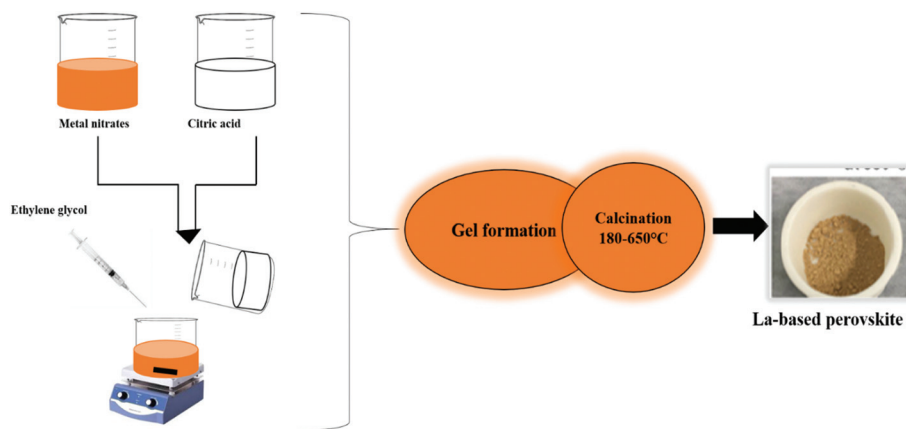 Metal nitrates
Citric acid
Ethylene glycol
Gel formation
Calcination
180-650°C
La-based perovskite